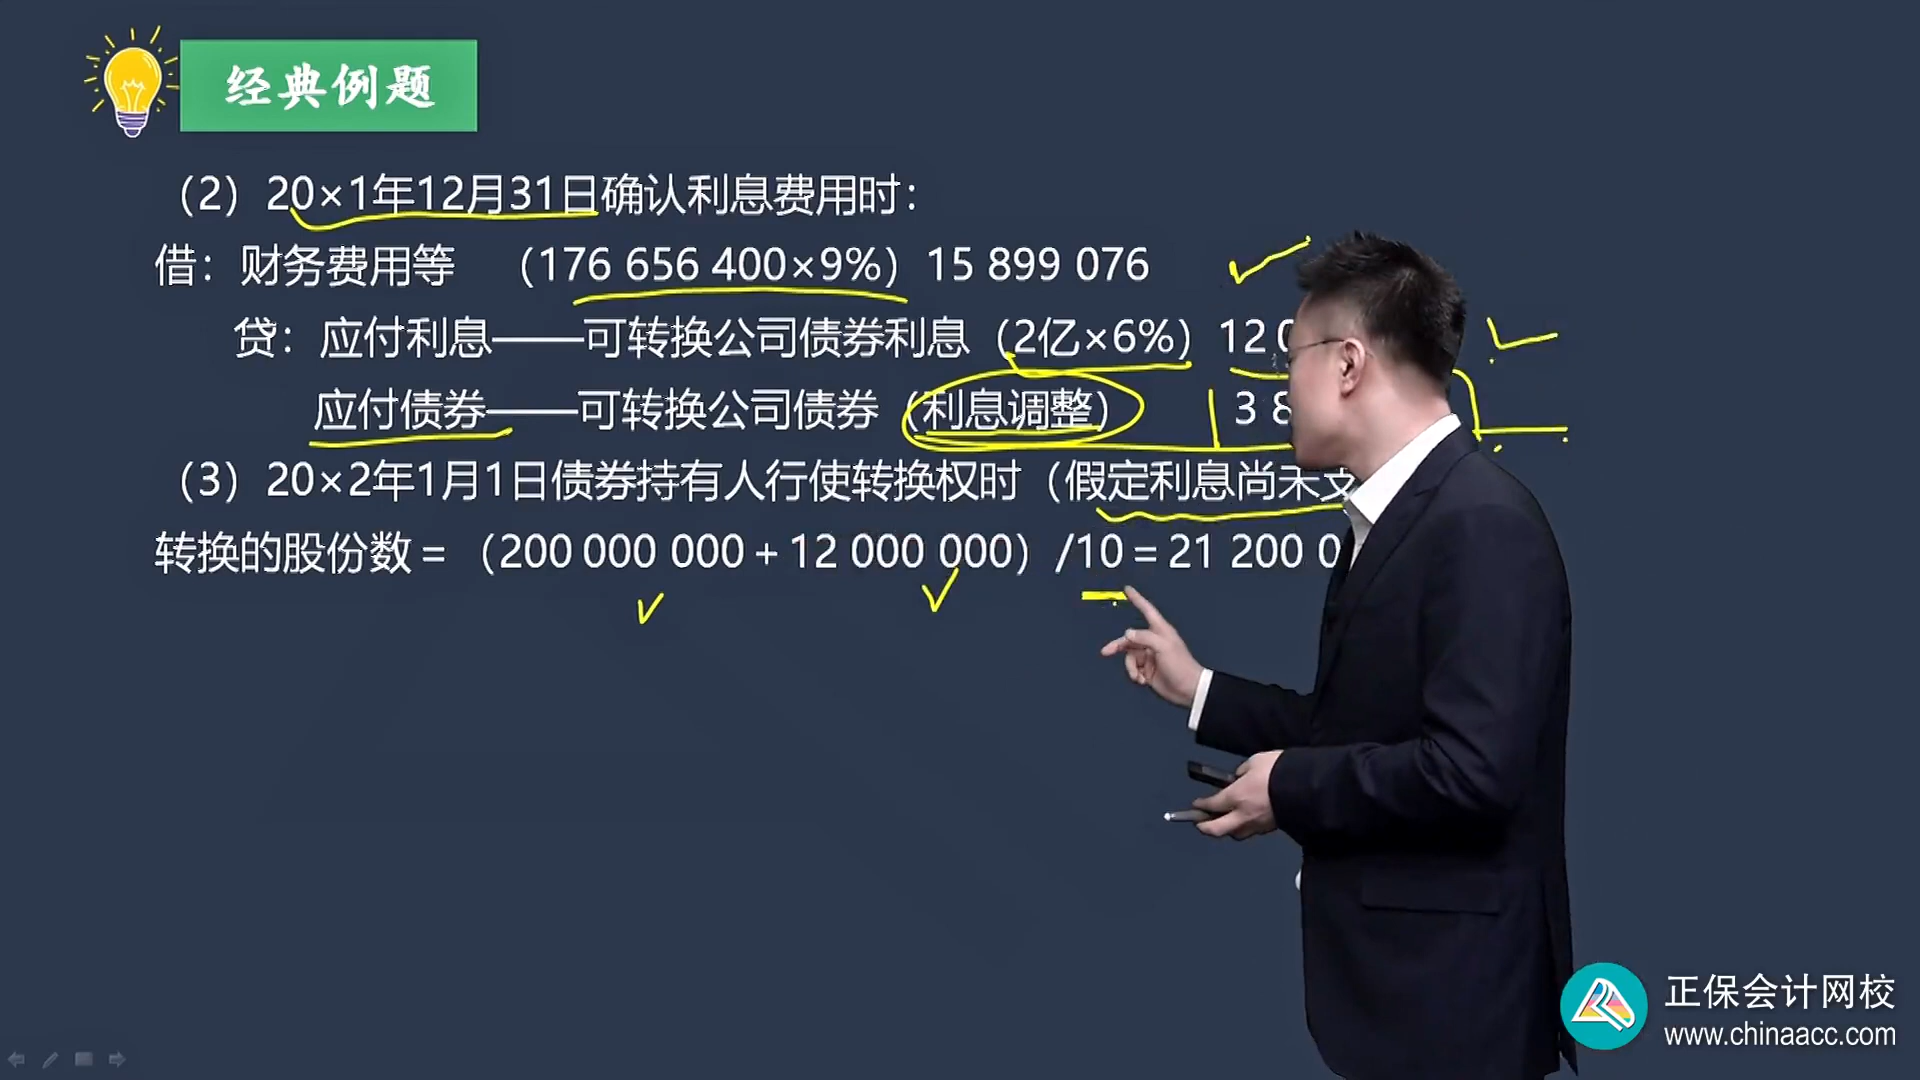 经典例题
（2）20×1年12月31日确认利息费用时：
借：财务费用等 （176 656 400×9%）15 899 076
贷：应付利息——可转换公司债券利息（2亿×6%）12 0
应付债券——可转换公司债券（利息调整） 3 8
（3）20×2年1月1日债券持有人行使转换权时（假定利息尚未支
转换的股份数＝（200 000 000＋12 000 000）/10＝21 200 0
正保会计网校
www.chinaacc.com